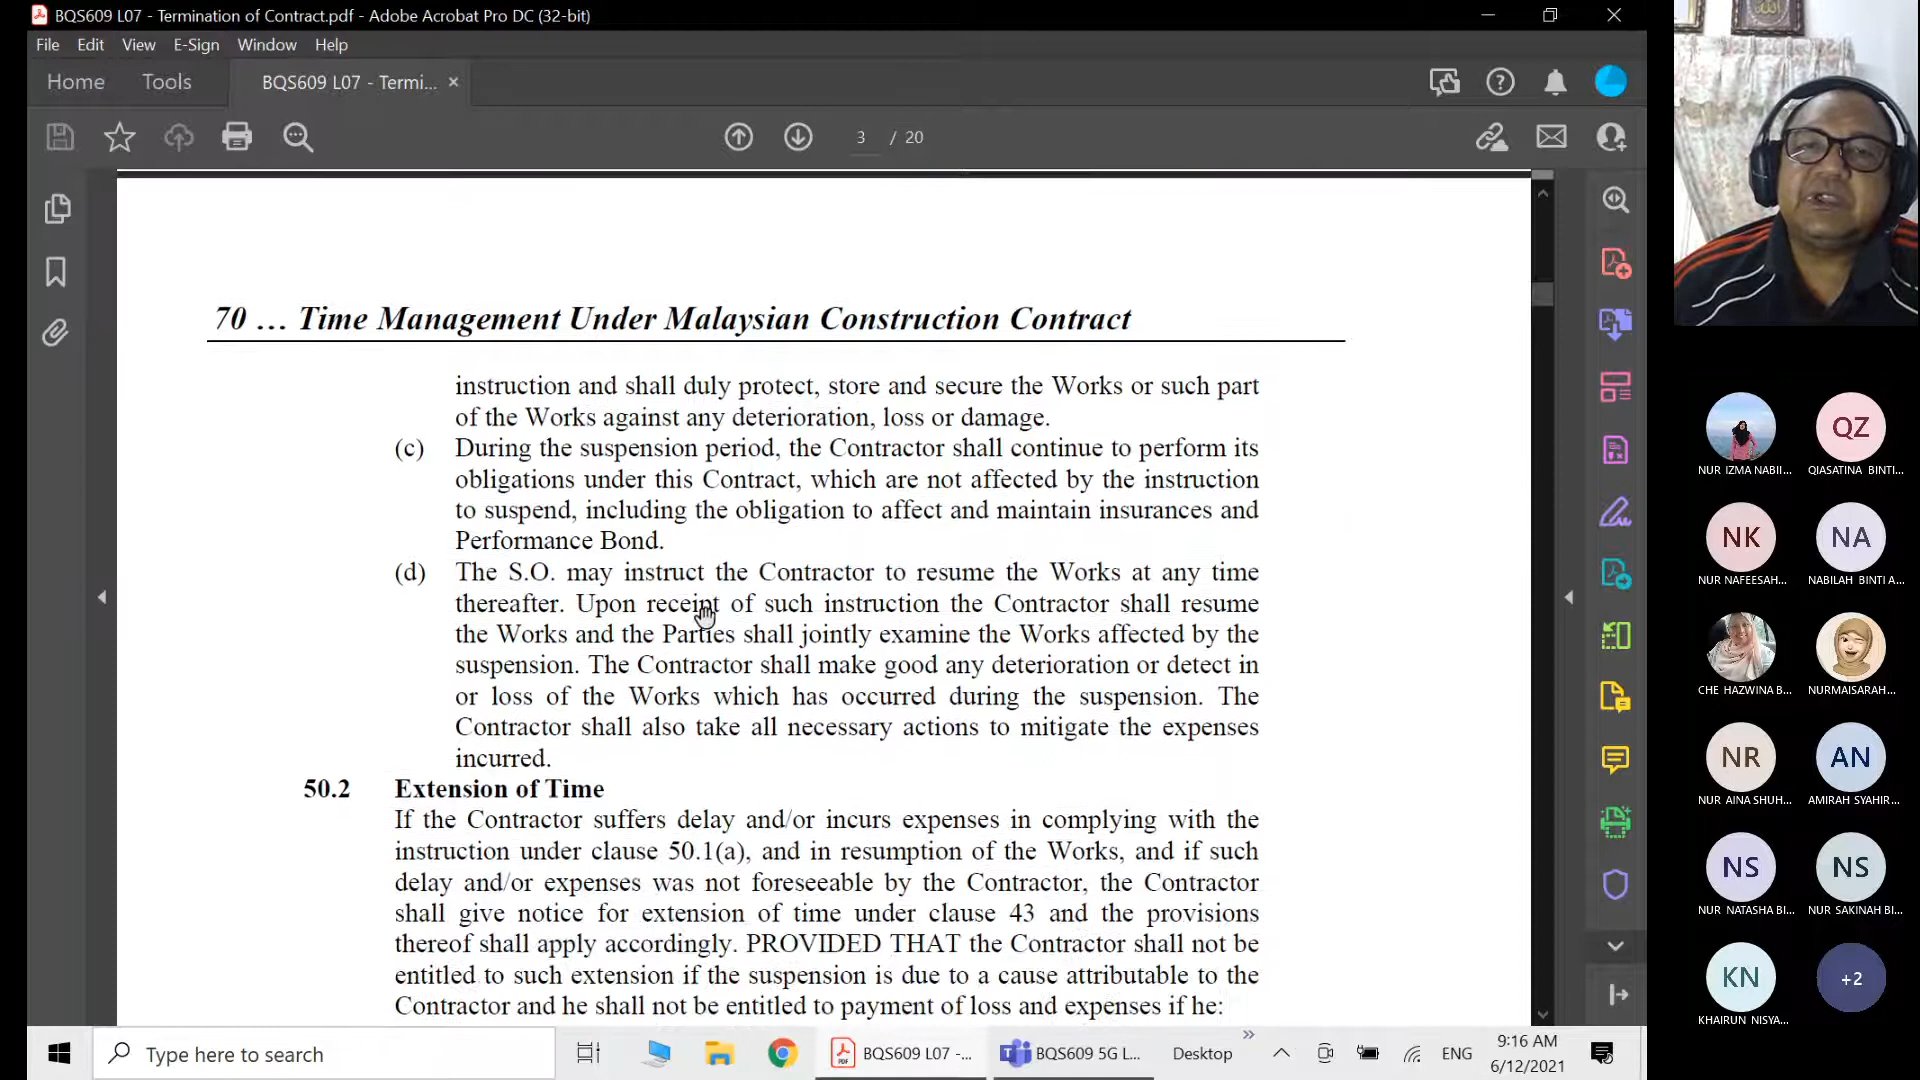 BQS609 L07 - Termination of Contract.pdf - Adobe Acrobat Pro DC (32-bit)
File Edit View E-Sign Window Help
Home Tools BQS609 L07 - Termi... ×
3 / 20
70 … Time Management Under Malaysian Construction Contract
instruction and shall duly protect, store and secure the Works or such part
of the Works against any deterioration, loss or damage.
(c) During the suspension period, the Contractor shall continue to perform its
obligations under this Contract, which are not affected by the instruction
to suspend, including the obligation to affect and maintain insurances and
Performance Bond.
(d) The S.O. may instruct the Contractor to resume the Works at any time
thereafter. Upon receipt of such instruction the Contractor shall resume
the Works and the Parties shall jointly examine the Works affected by the
suspension. The Contractor shall make good any deterioration or detect in
or loss of the Works which has occurred during the suspension. The
Contractor shall also take all necessary actions to mitigate the expenses
incurred.
50.2 Extension of Time
If the Contractor suffers delay and/or incurs expenses in complying with the
instruction under clause 50.1(a), and in resumption of the Works, and if such
delay and/or expenses was not foreseeable by the Contractor, the Contractor
shall give notice for extension of time under clause 43 and the provisions
thereof shall apply accordingly. PROVIDED THAT the Contractor shall not be
entitled to such extension if the suspension is due to a cause attributable to the
Contractor and he shall not be entitled to payment of loss and expenses if he:
QZ
NUR IZMA NABII... QIASATINA BINTI...
NK NA
NUR NAFEESAH... NABILAH BINTI A...
CHE HAZWINA B... NURMAISARAH...
NR AN
NUR AINA SHUH... AMIRAH SYAHIR...
NS NS
NUR NATASHA BI... NUR SAKINAH BI...
KN +2
KHAIRUN NISYA...
Type here to search
BQS609 L07 -...
BQS609 5G L...
Desktop
ENG
9:16 AM
6/12/2021